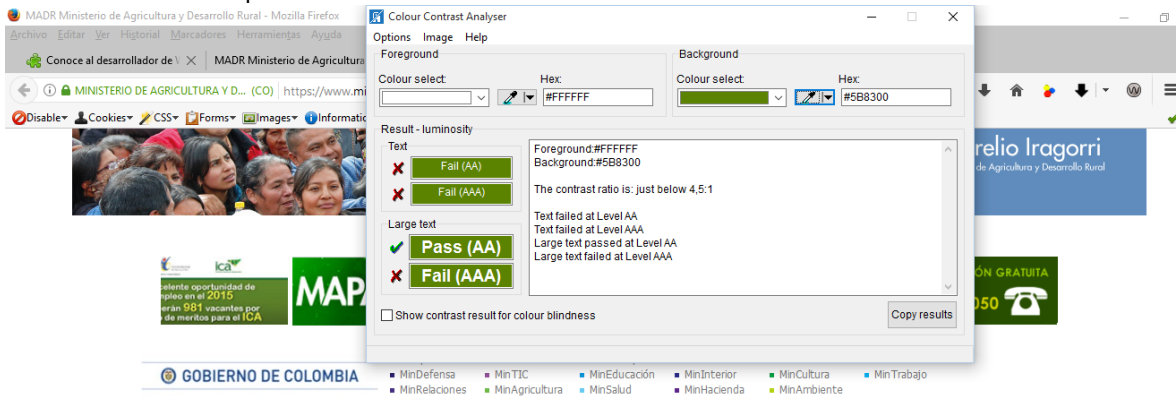 MADR Ministerio de Agricultura y Desarrollo Rural - Mozilla Firefox
Archivo Editar Ver Historial Marcadores Herramientas Ayuda
Conoce al desarrollador de
MADR Ministerio de Agricultura
MINISTERIO DE AGRICULTURA Y D... (CO) https://www.mi
Disable Cookies CSS Forms Images Informatic
Colour Contrast Analyser
Options Image Help
Foreground
Colour select: Hex:
#FFFFFF
Background
Colour select: Hex:
#5B8300
Result - luminosity
Text
Fail (AA)
Fail (AAA)
Large text
Pass (AA)
Fail (AAA)
Foreground:#FFFFFF
Background:#5B8300
The contrast ratio is: just below 4,5:1
Text failed at Level AA
Text failed at Level AAA
Large text passed at Level AA
Large text failed at Level AAA
Show contrast result for colour blindness
Copy results
relio Iragorri
de Agricultura y Desarrollo Rural
ica
celente oportunidad de
mpleo en el 2015
erán 981 vacantes por
de meritos para el ICA
MAP
ÓN GRATUITA
050
GOBIERNO DE COLOMBIA
MinDefensa MinTIC MinEducación MinInterior MinCultura MinTrabajo
MinRelaciones MinAgricultura MinSalud MinHacienda MinAmbiente